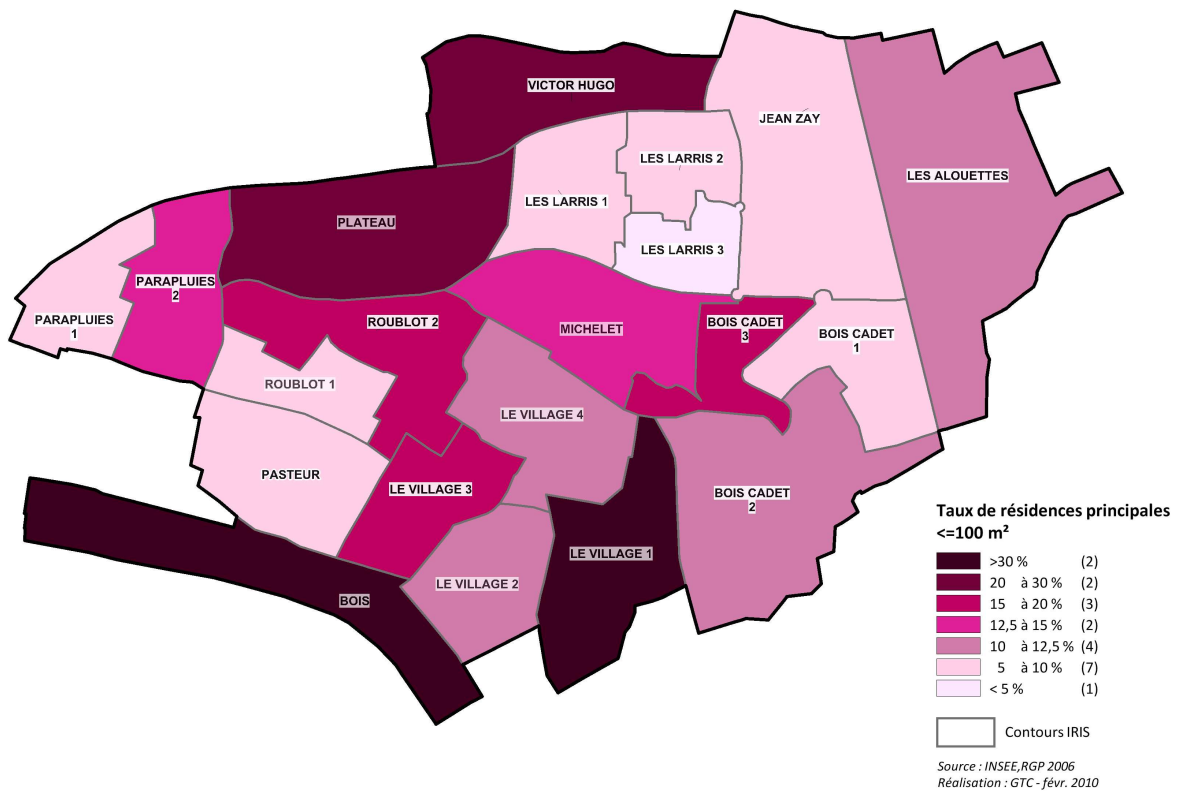 VICTOR HUGO
JEAN ZAY
LES LARRIS 2
LES ALOUETTES
LES LARRIS 1
PLATEAU
LES LARRIS 3
PARAPLUIES
2
PARAPLUIES
1
ROUBLOT 2
MICHELET
BOIS CADET
3
BOIS CADET
1
ROUBLOT 1
LE VILLAGE 4
PASTEUR
LE VILLAGE 3
BOIS CADET
2
LE VILLAGE 1
LE VILLAGE 2
BOIS
Taux de résidences principales
<=100 m²
>30 % (2)
20 à 30 % (2)
15 à 20 % (3)
12,5 à 15 % (2)
10 à 12,5 % (4)
5 à 10 % (7)
< 5 % (1)
Contours IRIS
Source : INSEE,RGP 2006
Réalisation : GTC - févr. 2010